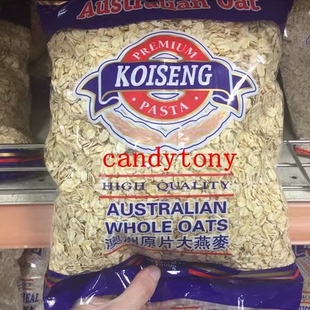 Australian Oat
PREMIUM
KOISENG
PASTA
candytony
HIGH QUALITY
AUSTRALIAN
WHOLE OATS
澳洲原片大燕麥